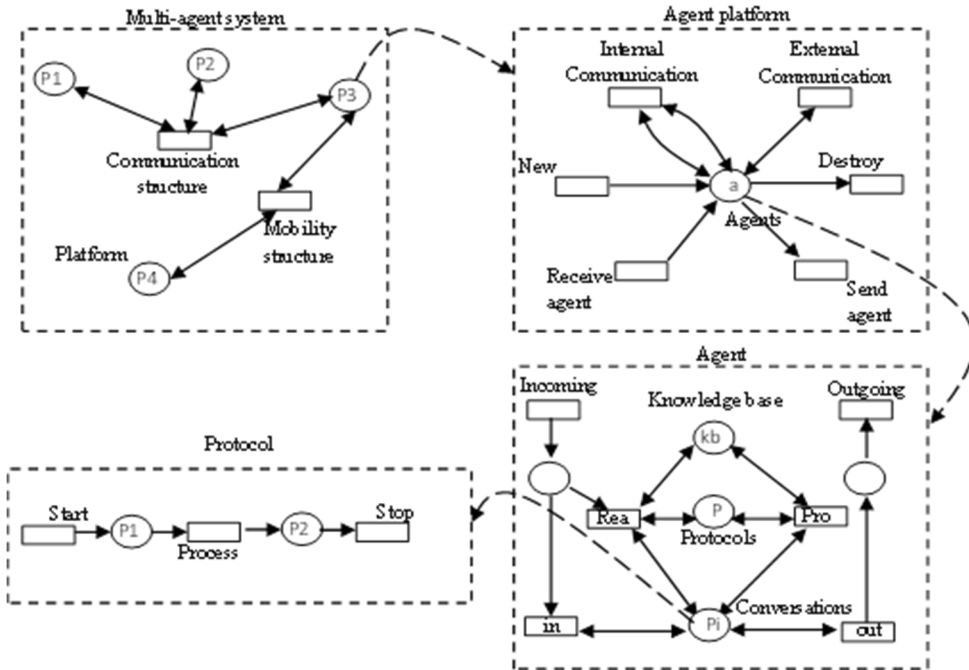 Multi-agent system
P1
P2
P3
Communication
structure
Mobility
structure
Platform
P4
Agent platform
Internal
Communication
External
Communication
New
Destroy
a
Agents
Receive
agent
Send
agent
Agent
Incoming
Knowledge base
Outgoing
kb
Rea
P
Pro
Protocols
Conversations
in
Pi
out
Protocol
Start
P1
Process
P2
Stop